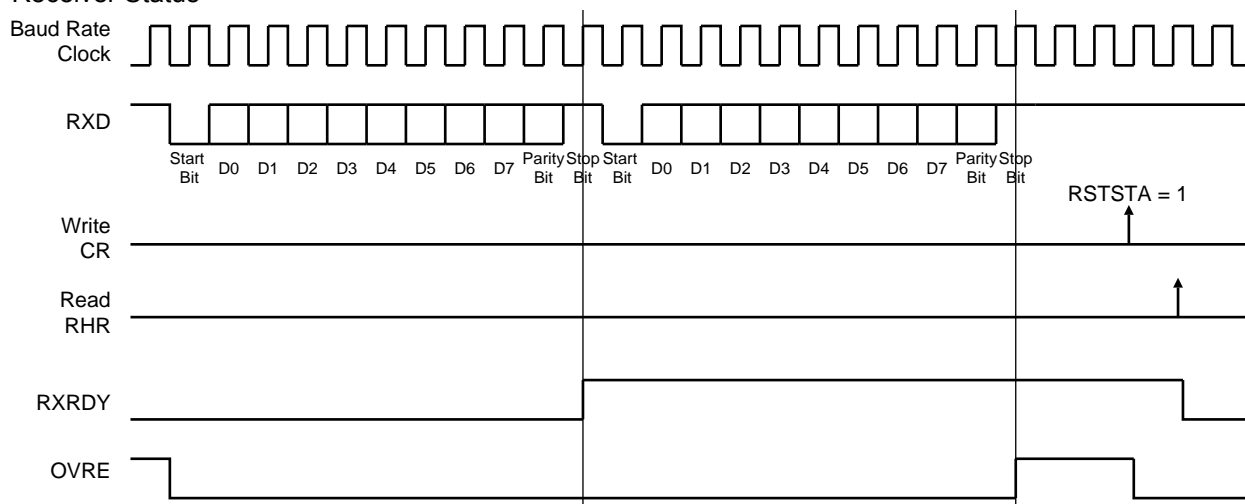 Receiver Status
Baud Rate
Clock
RXD
Start
Bit
D0
D1
D2
D3
D4
D5
D6
D7
Parity
Bit
Stop
Bit
Start
Bit
D0
D1
D2
D3
D4
D5
D6
D7
Parity
Bit
Stop
Bit
RSTSTA = 1
Write
CR
Read
RHR
RXRDY
OVRE